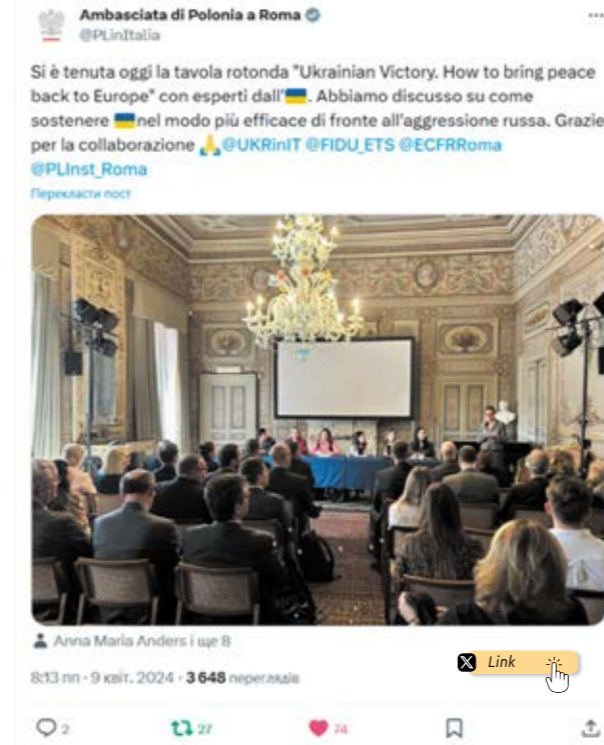 Ambasciata di Polonia a Roma
@PLinItalia
Si è tenuta oggi la tavola rotonda "Ukrainian Victory. How to bring peace
back to Europe" con esperti dall'🇺🇦. Abbiamo discusso su come
sostenere 🇺🇦nel modo più efficace di fronte all'aggressione russa. Grazie
per la collaborazione 🙏@UKRinIT @FIDU_ETS @ECFRRoma
@PLInst_Roma
Перекласти пост
Anna Maria Anders і ще 8
X Link
8:13 пп · 9 квіт. 2024 · 3 648 переглядів
2 27 74